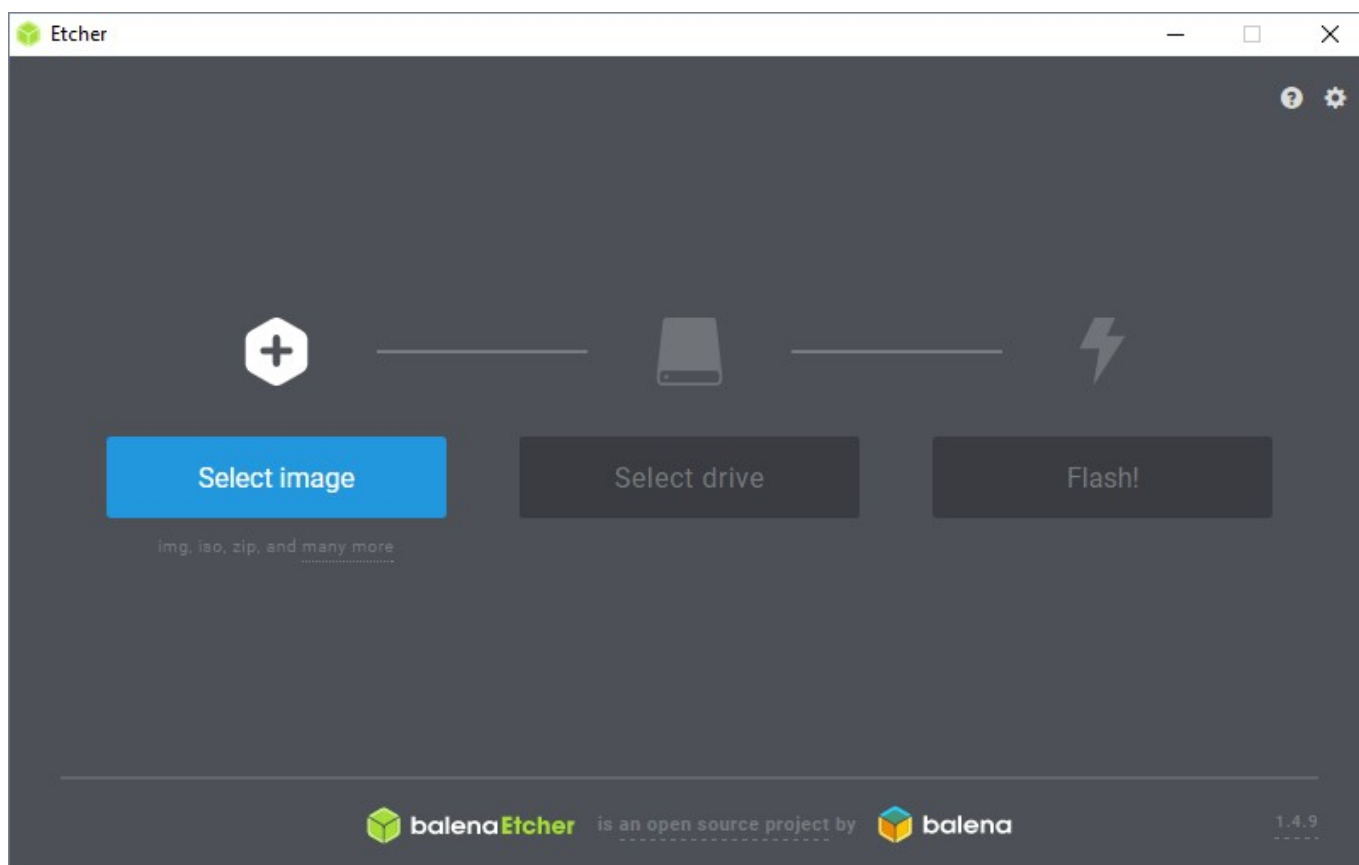 Etcher
Select image
Select drive
Flash!
img, iso, zip, and many more
balenaEtcher is an open source project by balena
1.4.9